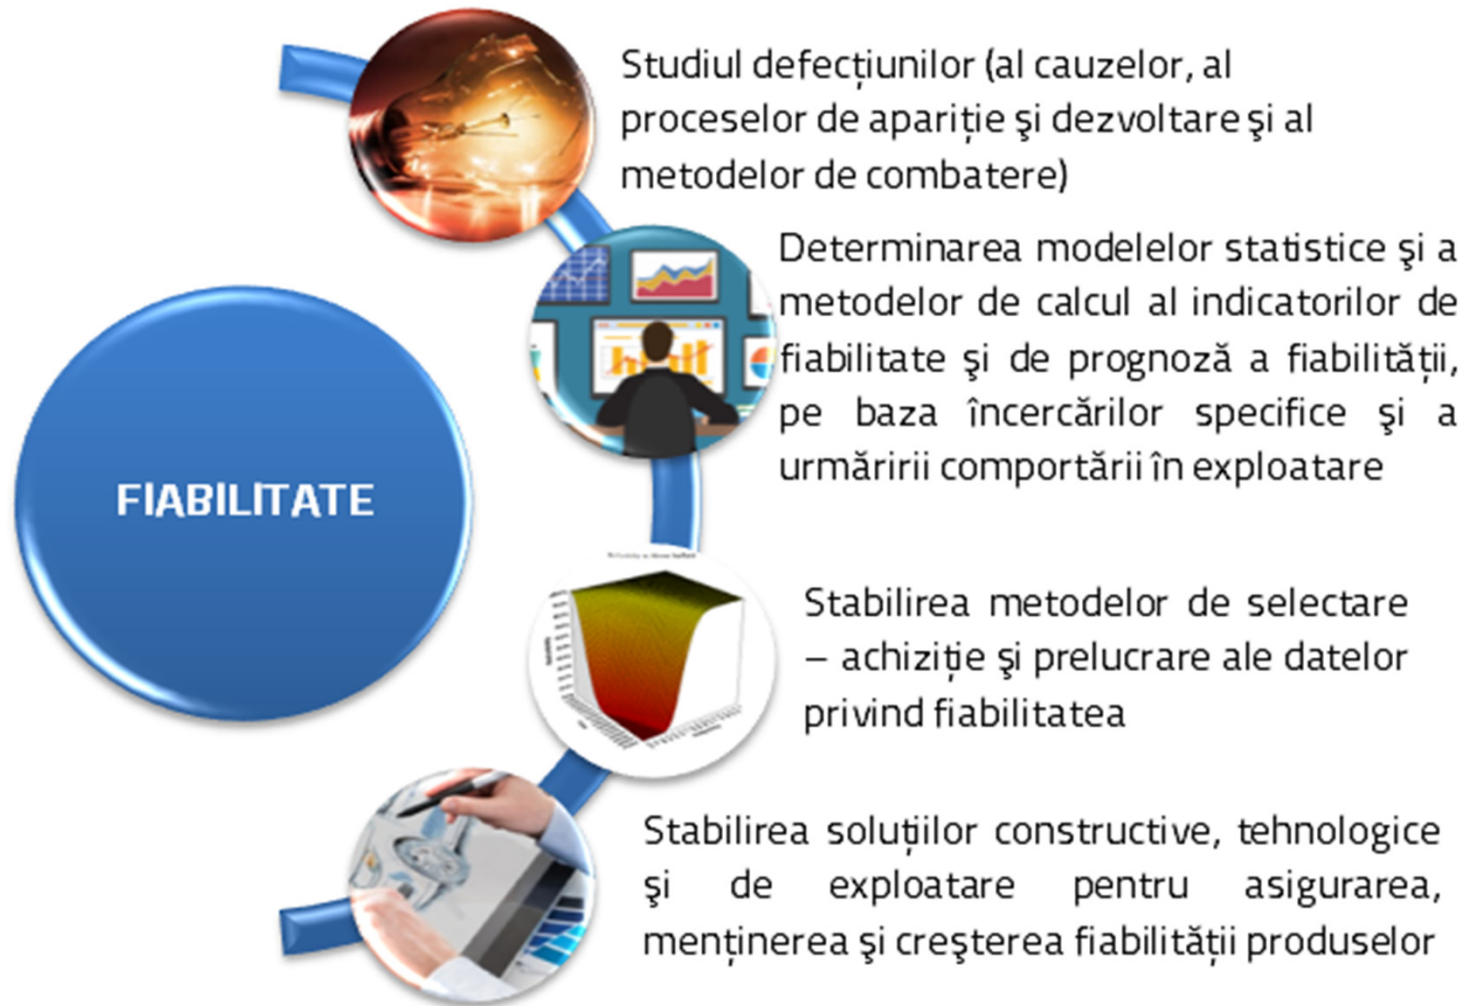 FIABILITATE
Studiul defecțiunilor (al cauzelor, al
proceselor de apariție şi dezvoltare şi al
metodelor de combatere)
Determinarea modelelor statistice şi a
metodelor de calcul al indicatorilor de
fiabilitate şi de prognoză a fiabilității,
pe baza încercărilor specifice şi a
urmăririi comportării în exploatare
Stabilirea metodelor de selectare
– achiziție şi prelucrare ale datelor
privind fiabilitatea
Stabilirea soluțiilor constructive, tehnologice
şi de exploatare pentru asigurarea,
menținerea şi creşterea fiabilității produselor